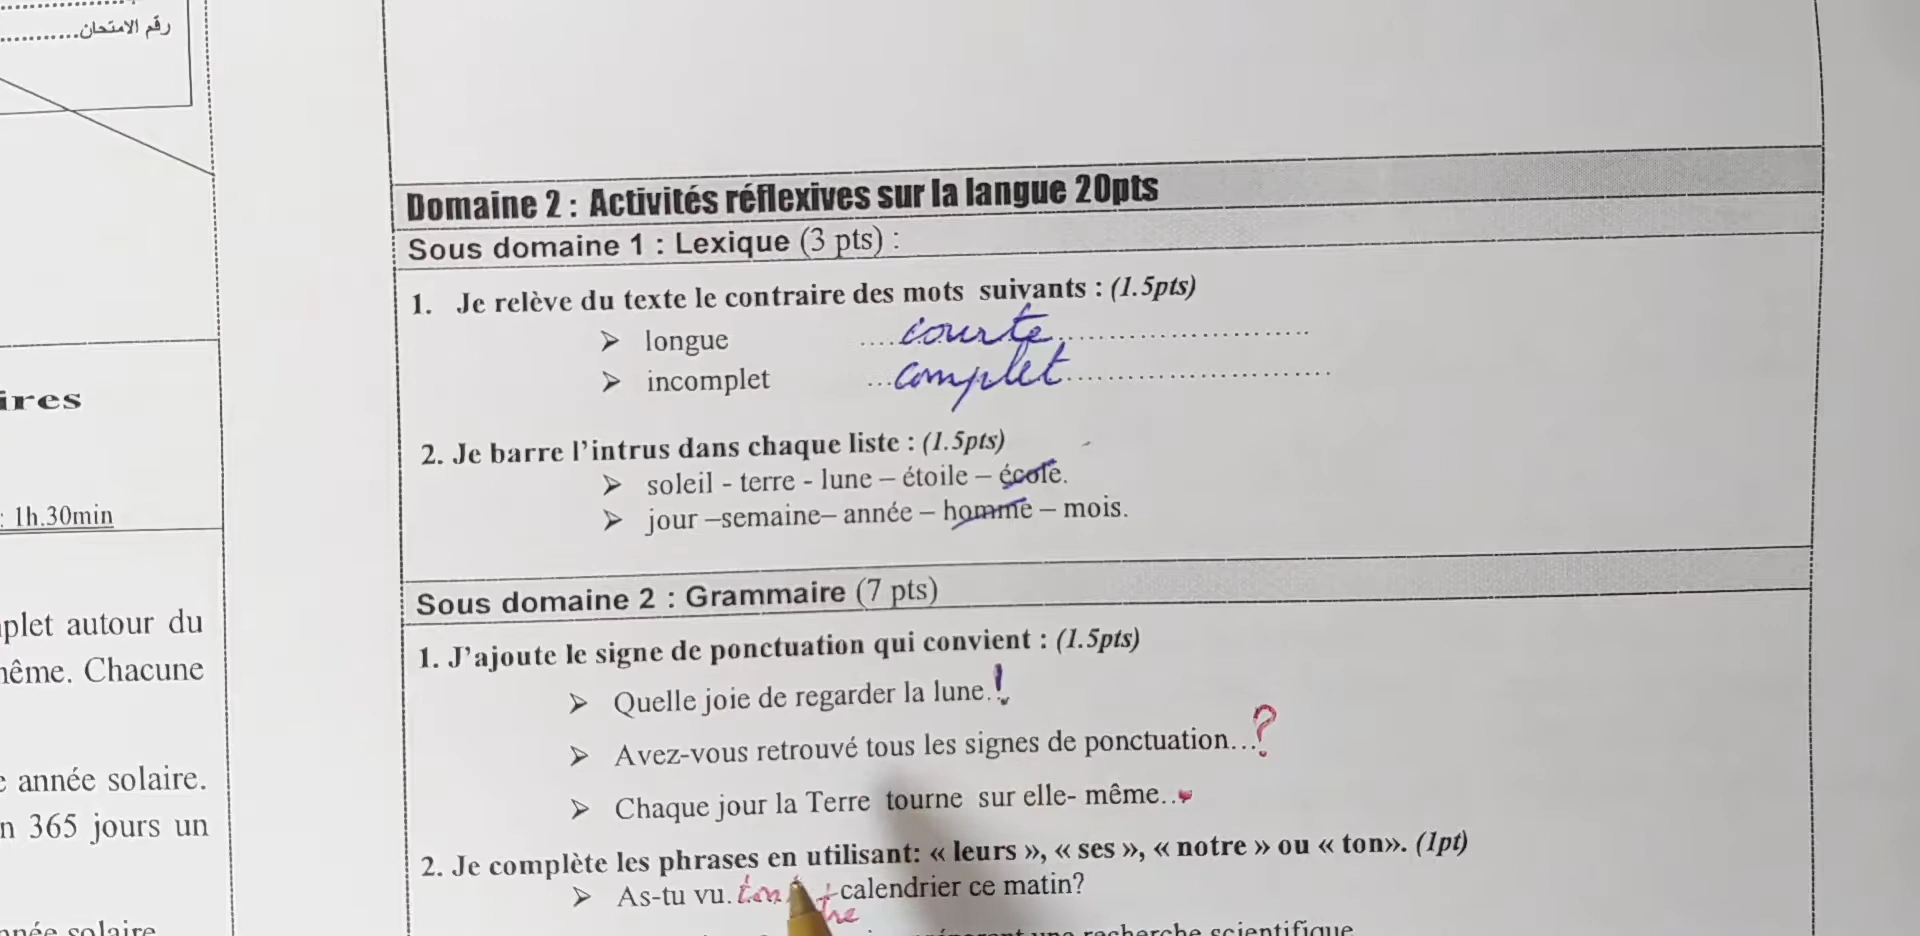 رقم الامتحان............
ires
: 1h.30min
plet autour du
même. Chacune
année solaire.
n 365 jours un
solaire
Domaine 2 : Activités réflexives sur la langue 20pts
Sous domaine 1 : Lexique (3 pts) :
1. Je relève du texte le contraire des mots suivants : (1.5pts)
➢ longue ....courte...........................
➢ incomplet ...complet...........................
2. Je barre l’intrus dans chaque liste : (1.5pts)
➢ soleil - terre - lune – étoile – école.
➢ jour –semaine– année – homme – mois.
Sous domaine 2 : Grammaire (7 pts)
1. J’ajoute le signe de ponctuation qui convient : (1.5pts)
➢ Quelle joie de regarder la lune..!
➢ Avez-vous retrouvé tous les signes de ponctuation...?
➢ Chaque jour la Terre tourne sur elle- même...
2. Je complète les phrases en utilisant: « leurs », « ses », « notre » ou « ton». (1pt)
➢ As-tu vu. ton calendrier ce matin?
une recherche scientifique